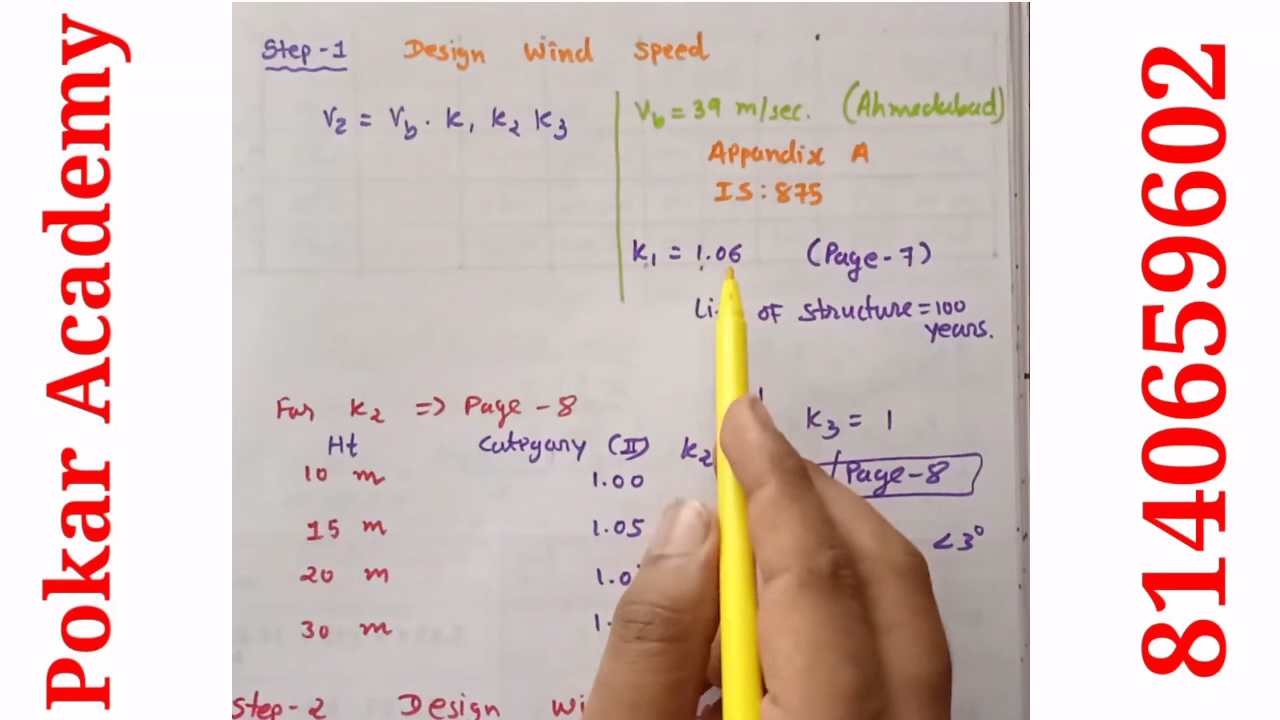 Pokar Academy
Step-1 Design Wind Speed
Vz = Vb . K1 K2 K3
Vb = 39 m/sec. (Ahmedabad)
Appandix A
IS: 875
K1 = 1.06 (Page-7)
of structure = 100
years.
For K2 => Page -8
Ht Category (II) K2
K3 = 1
10 m 1.00
Page-8
15 m 1.05
<3°
20 m
30 m
Step-2 Design
8140659602